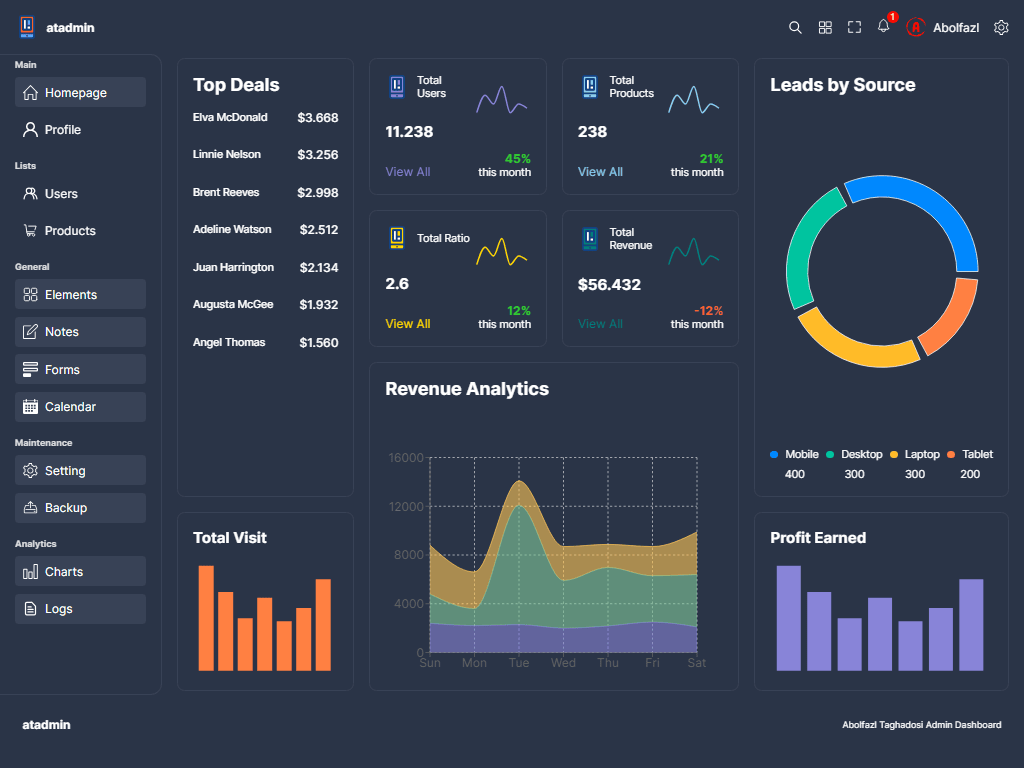 atadmin
1
Abolfazl
Main
Homepage
Profile
Lists
Users
Products
General
Elements
Notes
Forms
Calendar
Maintenance
Setting
Backup
Analytics
Charts
Logs
Top Deals
Elva McDonald $3.668
Linnie Nelson $3.256
Brent Reeves $2.998
Adeline Watson $2.512
Juan Harrington $2.134
Augusta McGee $1.932
Angel Thomas $1.560
Total
Users
11.238
View All
45%
this month
Total
Products
238
View All
21%
this month
Total Ratio
2.6
View All
12%
this month
Total
Revenue
$56.432
View All
-12%
this month
Leads by Source
Mobile Desktop Laptop Tablet
400 300 300 200
Revenue Analytics
16000
12000
8000
4000
0
Sun Mon Tue Wed Thu Fri Sat
Total Visit
Profit Earned
atadmin
Abolfazl Taghadosi Admin Dashboard